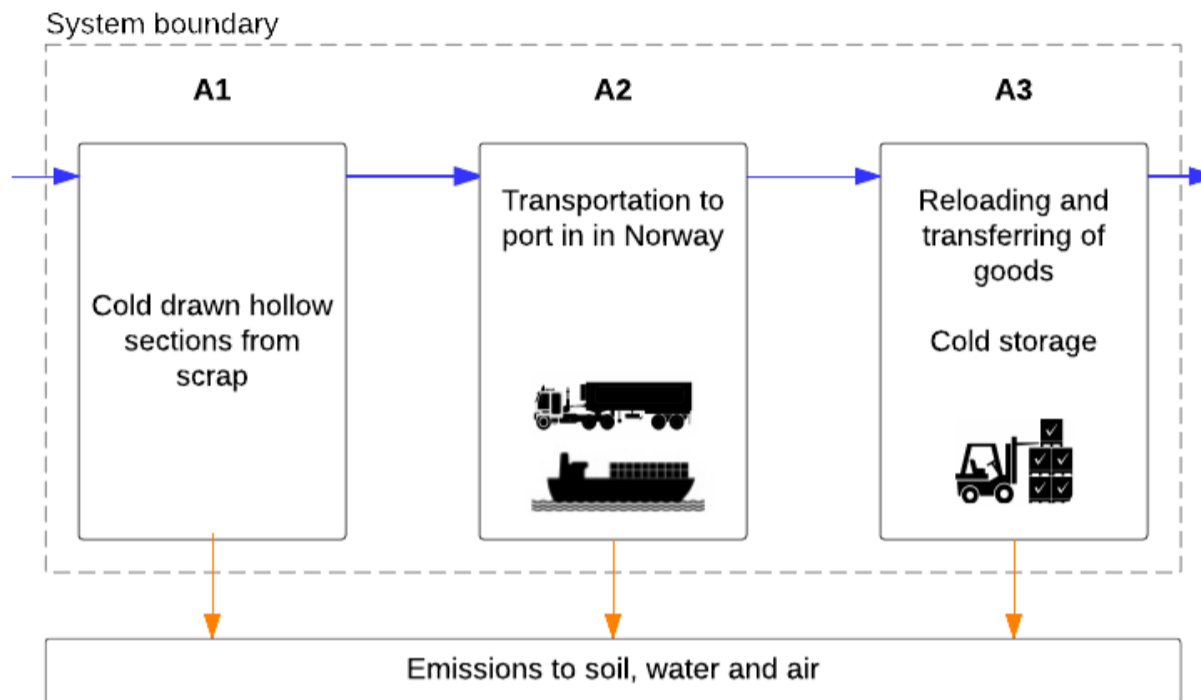 System boundary
A1
A2
A3
Cold drawn hollow
sections from
scrap
Transportation to
port in in Norway
Reloading and
transferring of
goods
Cold storage
Emissions to soil, water and air